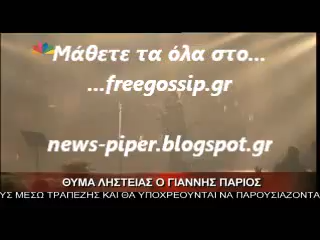 Μάθετε τα όλα στο...
...freegossip.gr
news-piper.blogspot.gr
ΘΥΜΑ ΛΗΣΤΕΙΑΣ Ο ΓΙΑΝΝΗΣ ΠΑΡΙΟΣ
ΥΣ ΜΕΣΩ ΤΡΑΠΕΖΗΣ ΚΑΙ ΘΑ ΥΠΟΧΡΕΟΥΝΤΑΙ ΝΑ ΠΑΡΟΥΣΙΑΖΟΝΤΑ